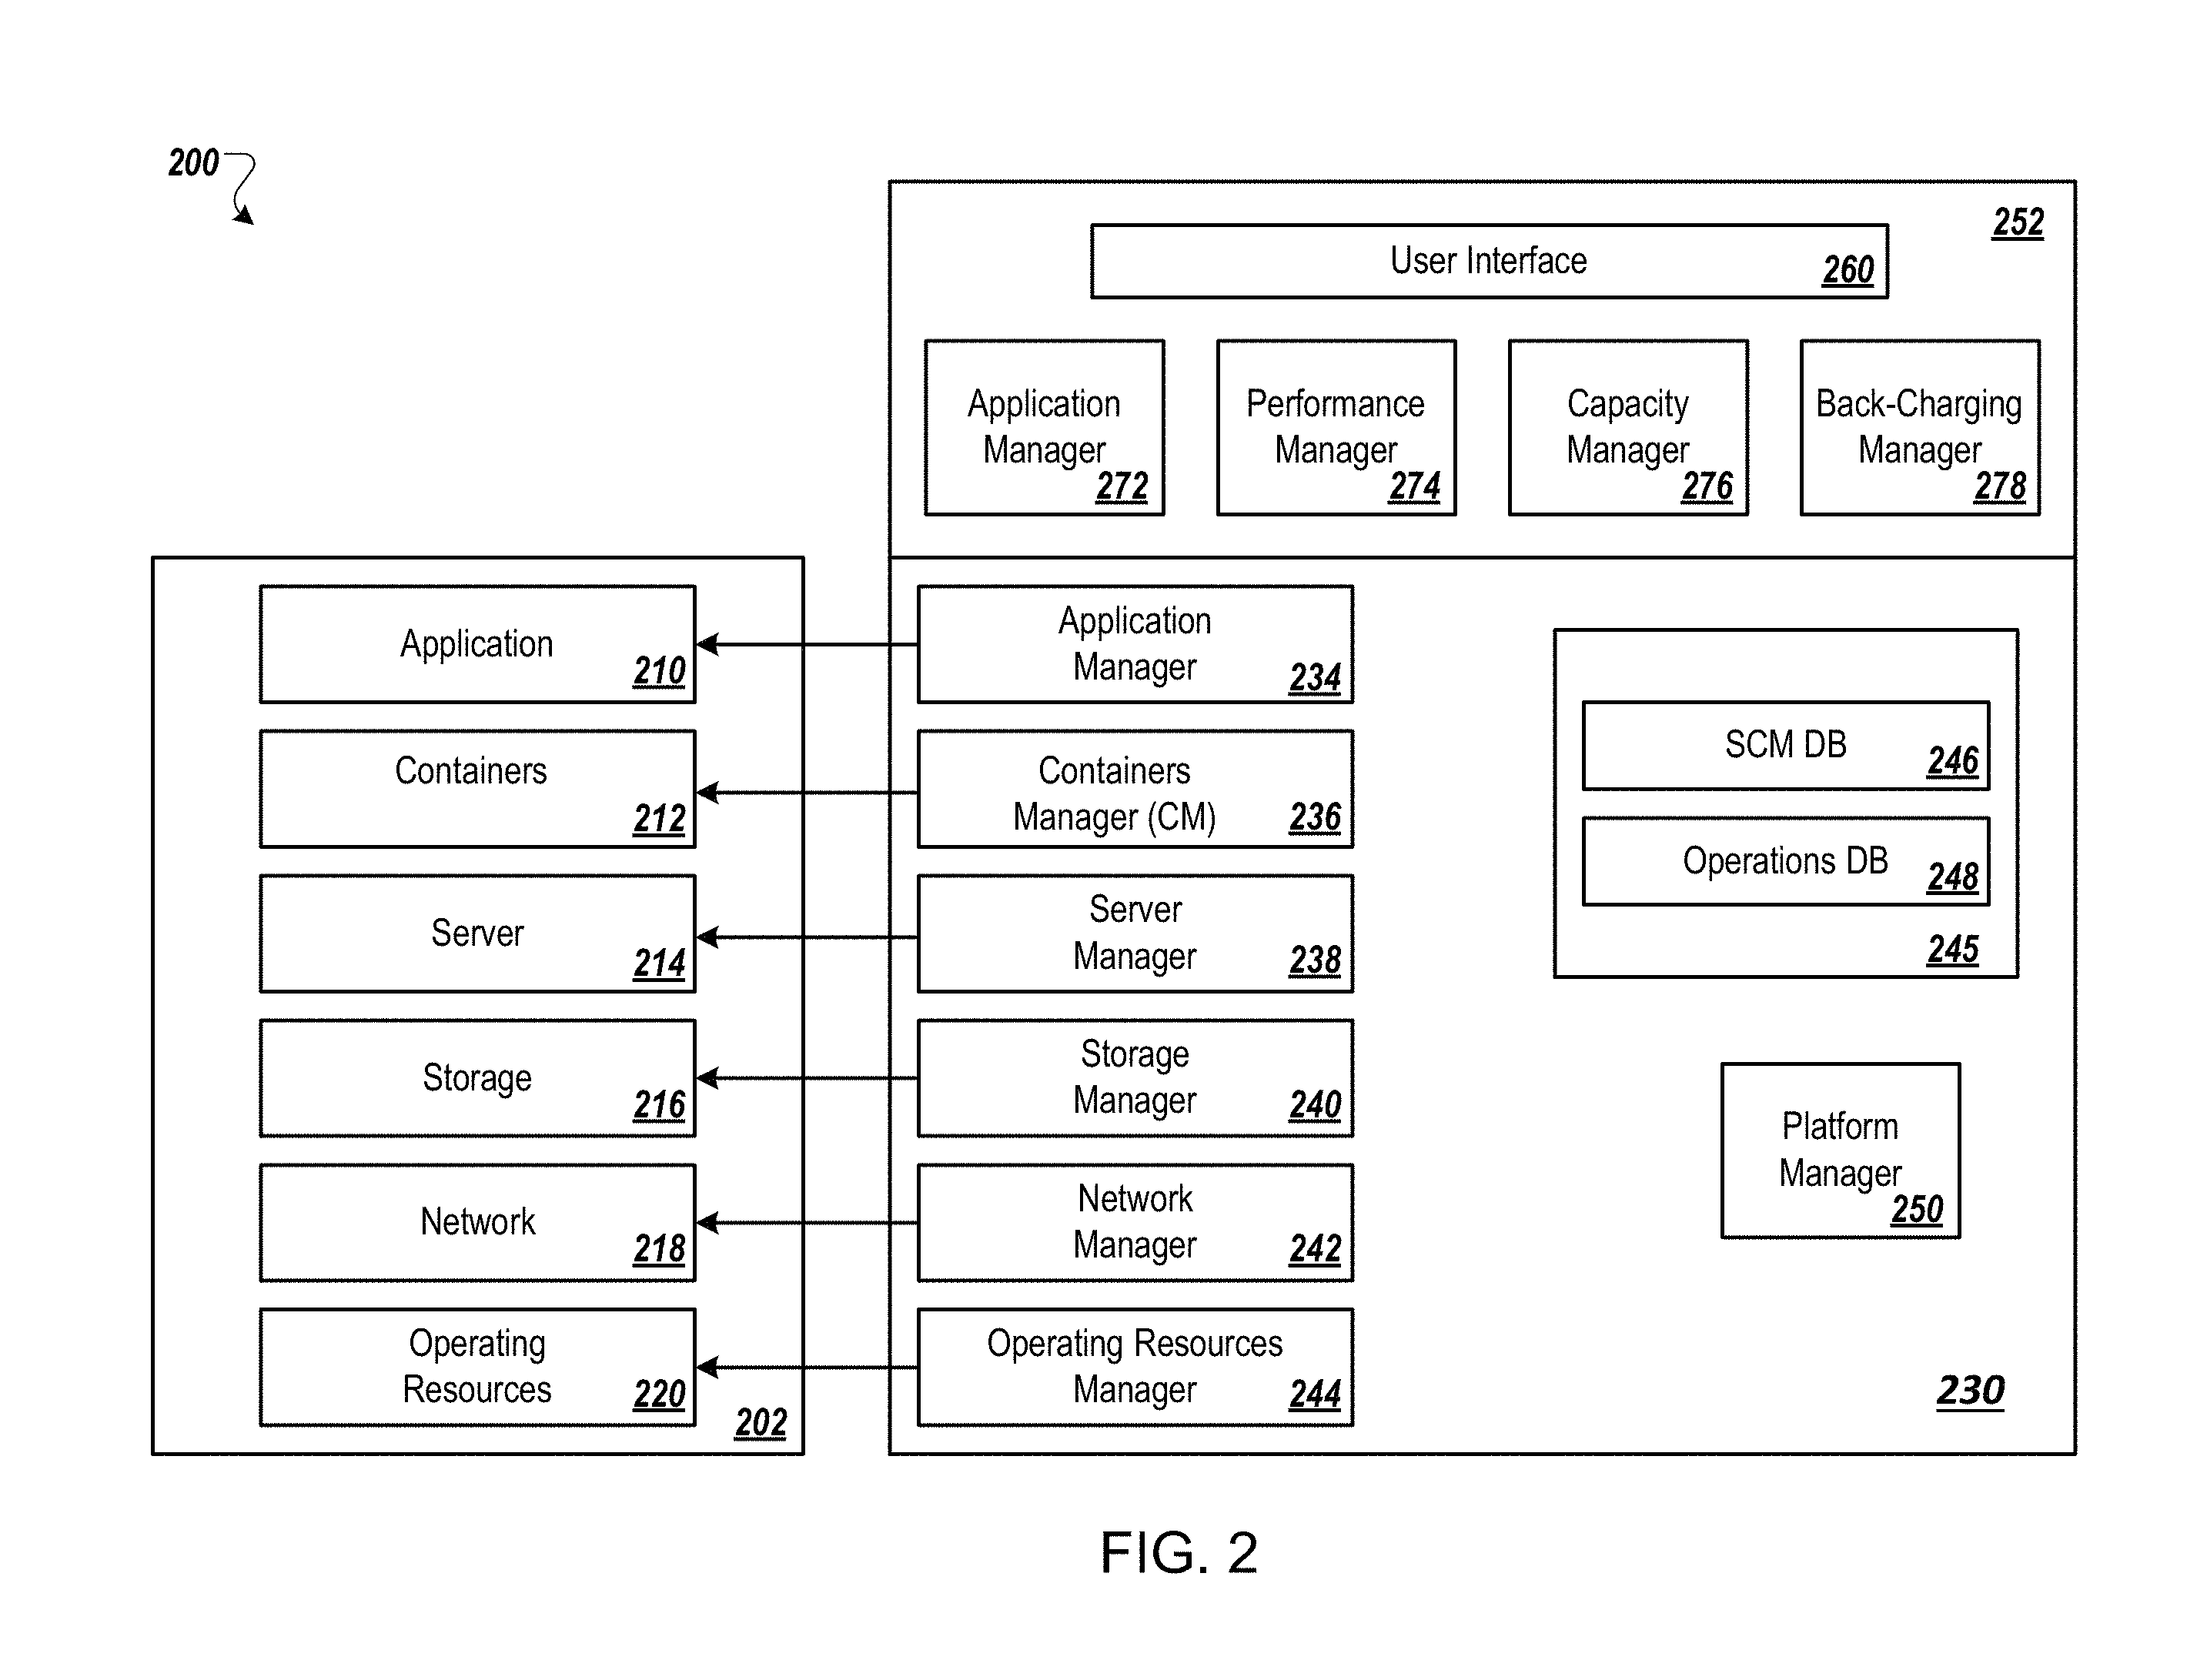 200
252
User Interface
260
Application
Manager
272
Performance
Manager
274
Capacity
Manager
276
Back-Charging
Manager
278
Application
210
Containers
212
Server
214
Storage
216
Network
218
Operating
Resources
220
202
Application
Manager
234
Containers
Manager (CM)
236
Server
Manager
238
Storage
Manager
240
Network
Manager
242
Operating Resources
Manager
244
SCM DB
246
Operations DB
248
245
Platform
Manager
250
230
FIG. 2